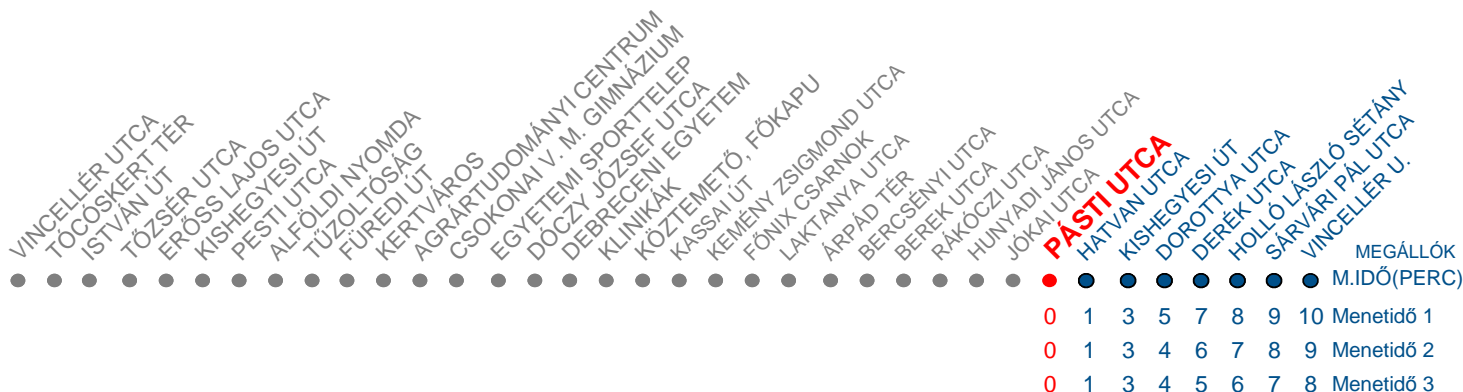 VINCELLÉR UTCA
TÓCÓSKERT TÉR
ISTVÁN ÚT
TŐZSÉR UTCA
ERŐSS LAJOS UTCA
KISHEGYESI ÚT
PESTI UTCA
ALFÖLDI NYOMDA
TŰZOLTÓSÁG
FÜREDI ÚT
KERTVÁROS
AGRÁRTUDOMÁNYI CENTRUM
CSOKONAI V. M. GIMNÁZIUM
EGYETEMI SPORTTELEP
DÓCZY JÓZSEF UTCA
DEBRECENI EGYETEM
KLINIKÁK
KÖZTEMETŐ, FŐKAPU
KASSAI ÚT
KEMÉNY ZSIGMOND UTCA
FŐNIX CSARNOK
LAKTANYA UTCA
ÁRPÁD TÉR
BERCSÉNYI UTCA
BEREK UTCA
RÁKÓCZI UTCA
HUNYADI JÁNOS UTCA
JÓKAI UTCA
PÁSTI UTCA
HATVAN UTCA
KISHEGYESI ÚT
DOROTTYA UTCA
DERÉK UTCA
HOLLÓ LÁSZLÓ SÉTÁNY
SÁRVÁRI PÁL UTCA
VINCELLÉR U.
MEGÁLLÓK
M.IDŐ(PERC)
0 1 3 5 7 8 9 10 Menetidő 1
0 1 3 4 6 7 8 9 Menetidő 2
0 1 3 4 5 6 7 8 Menetidő 3